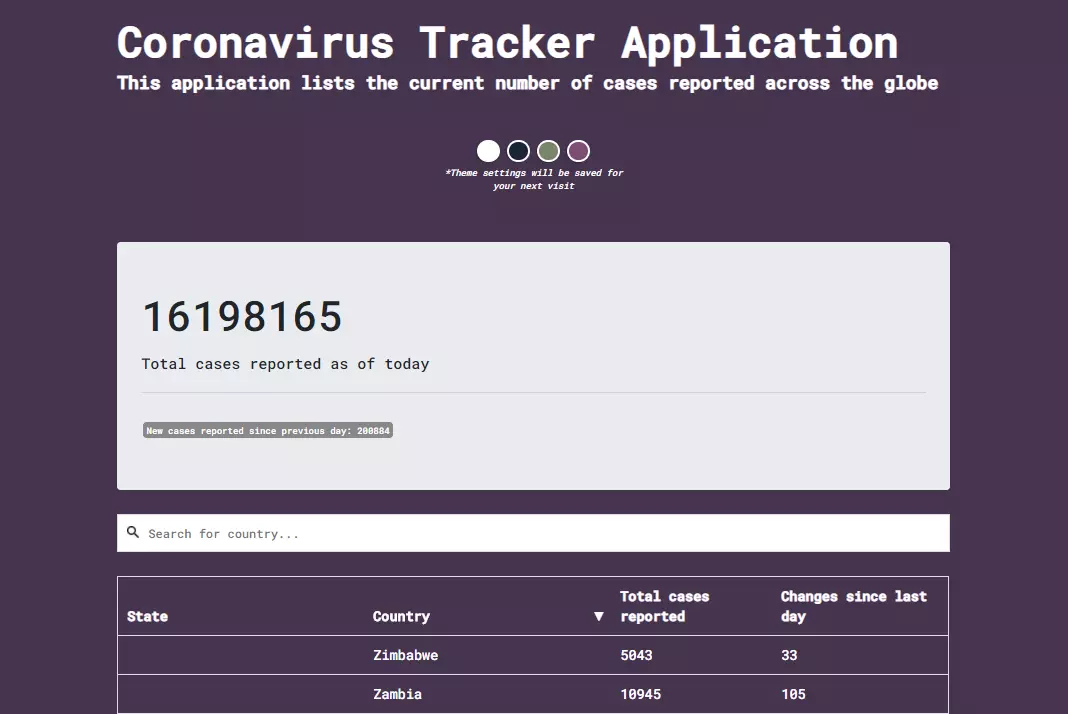 Coronavirus Tracker Application
This application lists the current number of cases reported across the globe
*Theme settings will be saved for
your next visit
16198165
Total cases reported as of today
New cases reported since previous day: 200884
Search for country...
State Country ▼ Total cases reported Changes since last day
Zimbabwe 5043 33
Zambia 10945 105